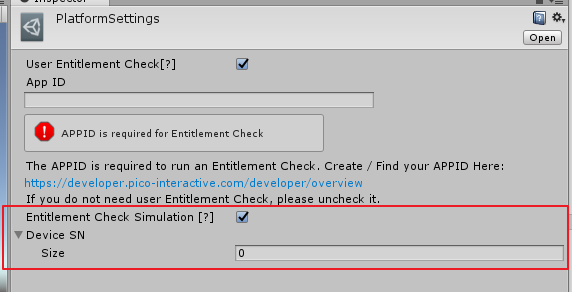 Inspector
PlatformSettings
Open
User Entitlement Check[?]
App ID
APPID is required for Entitlement Check
The APPID is required to run an Entitlement Check. Create / Find your APPID Here:
https://developer.pico-interactive.com/developer/overview
If you do not need user Entitlement Check, please uncheck it.
Entitlement Check Simulation [?]
Device SN
Size 0